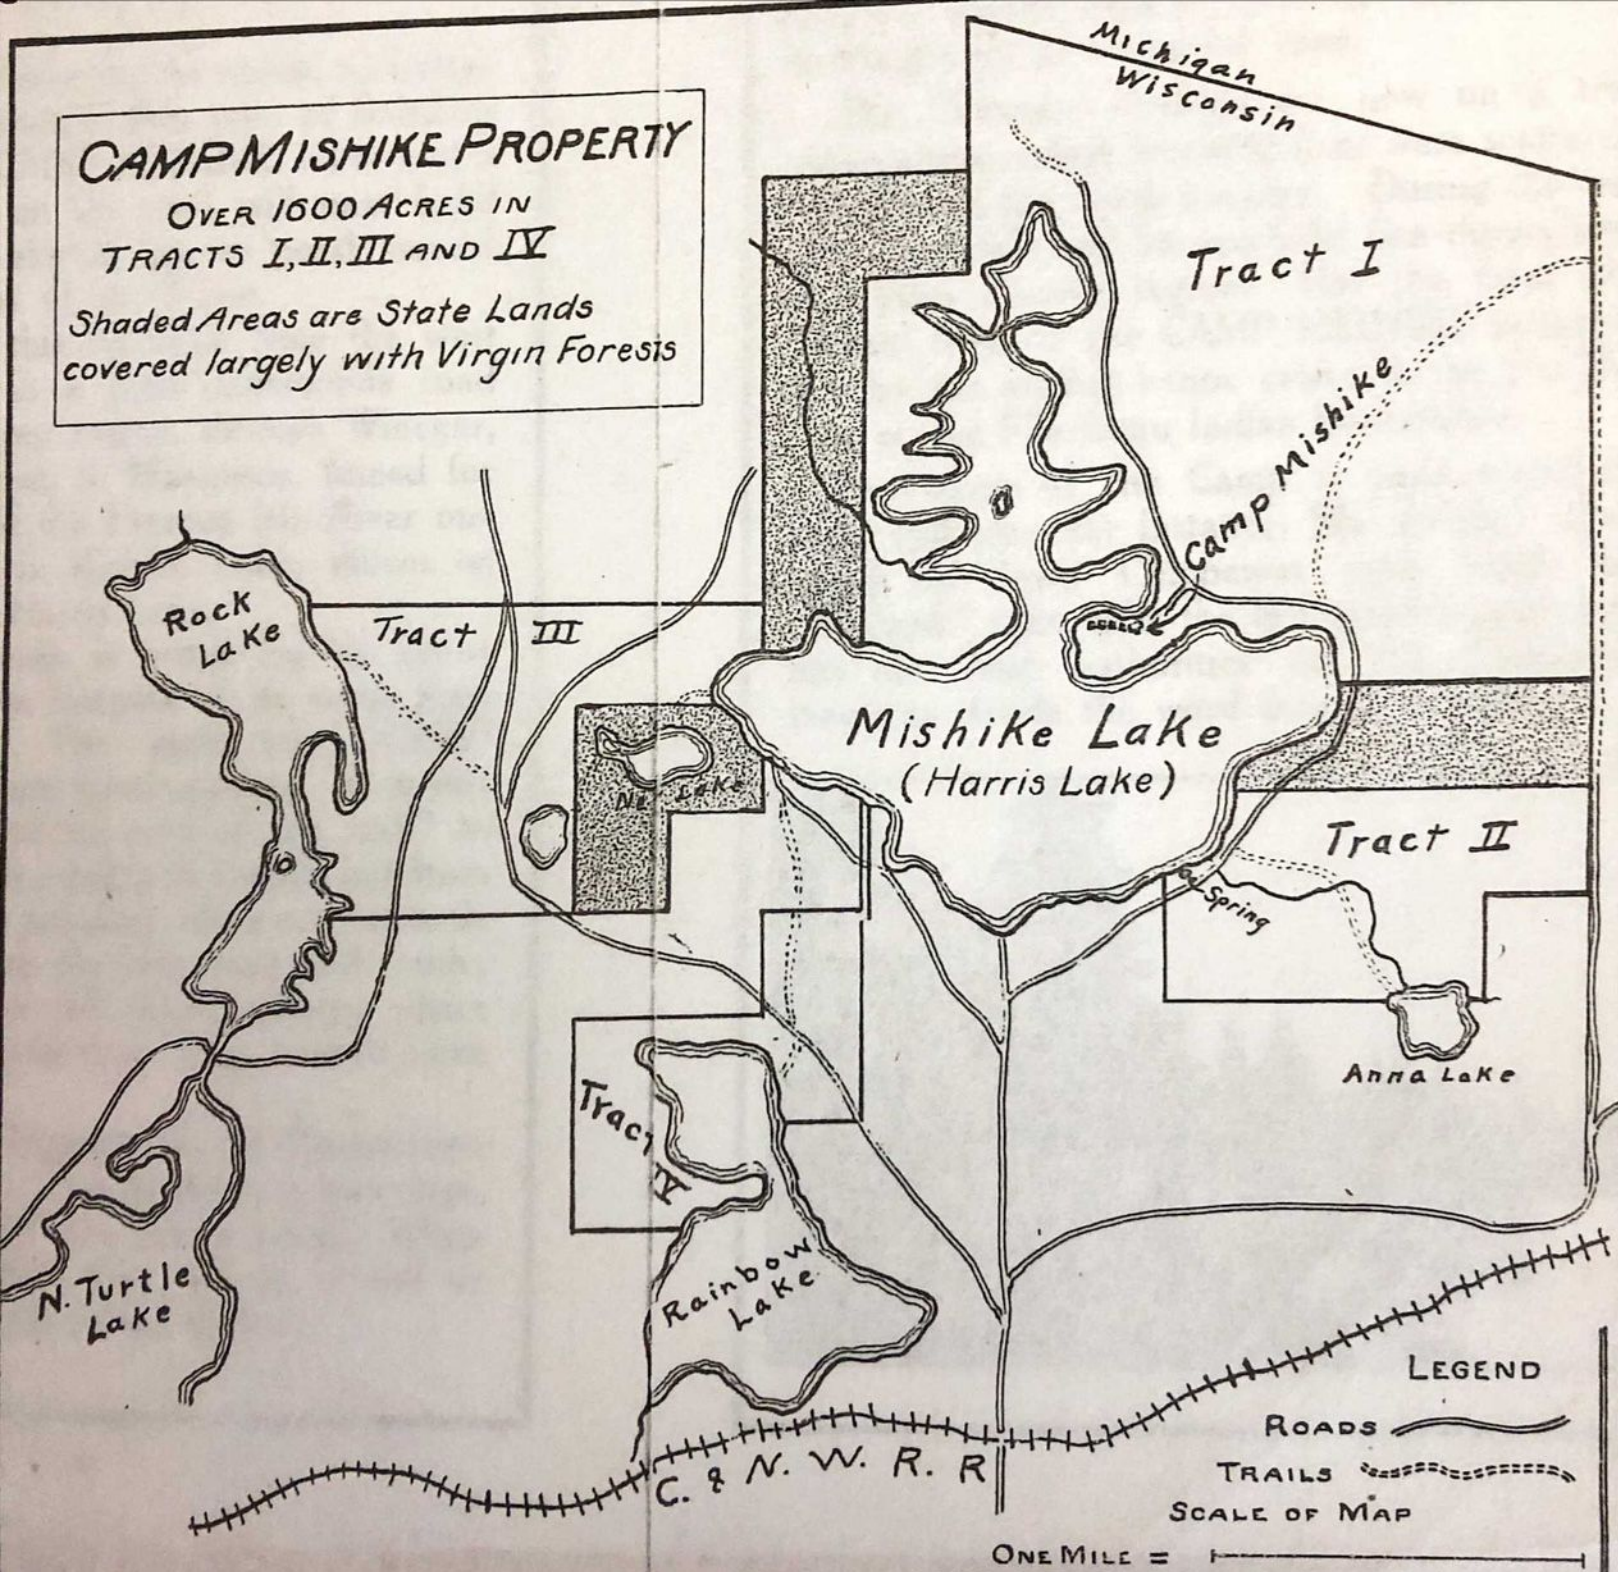 CAMP MISHIKE PROPERTY
OVER 1600 ACRES IN
TRACTS I, II, III AND IV
Shaded Areas are State Lands
covered largely with Virgin Forests
Michigan
Wisconsin
Tract I
Camp Mishike
Rock
Lake
Tract III
Mishike Lake
(Harris Lake)
Lake
Tract II
Spring
Anna Lake
Tract
IV
Rainbow
Lake
N. Turtle
Lake
C. & N. W. R. R
LEGEND
ROADS
TRAILS
SCALE OF MAP
ONE MILE =